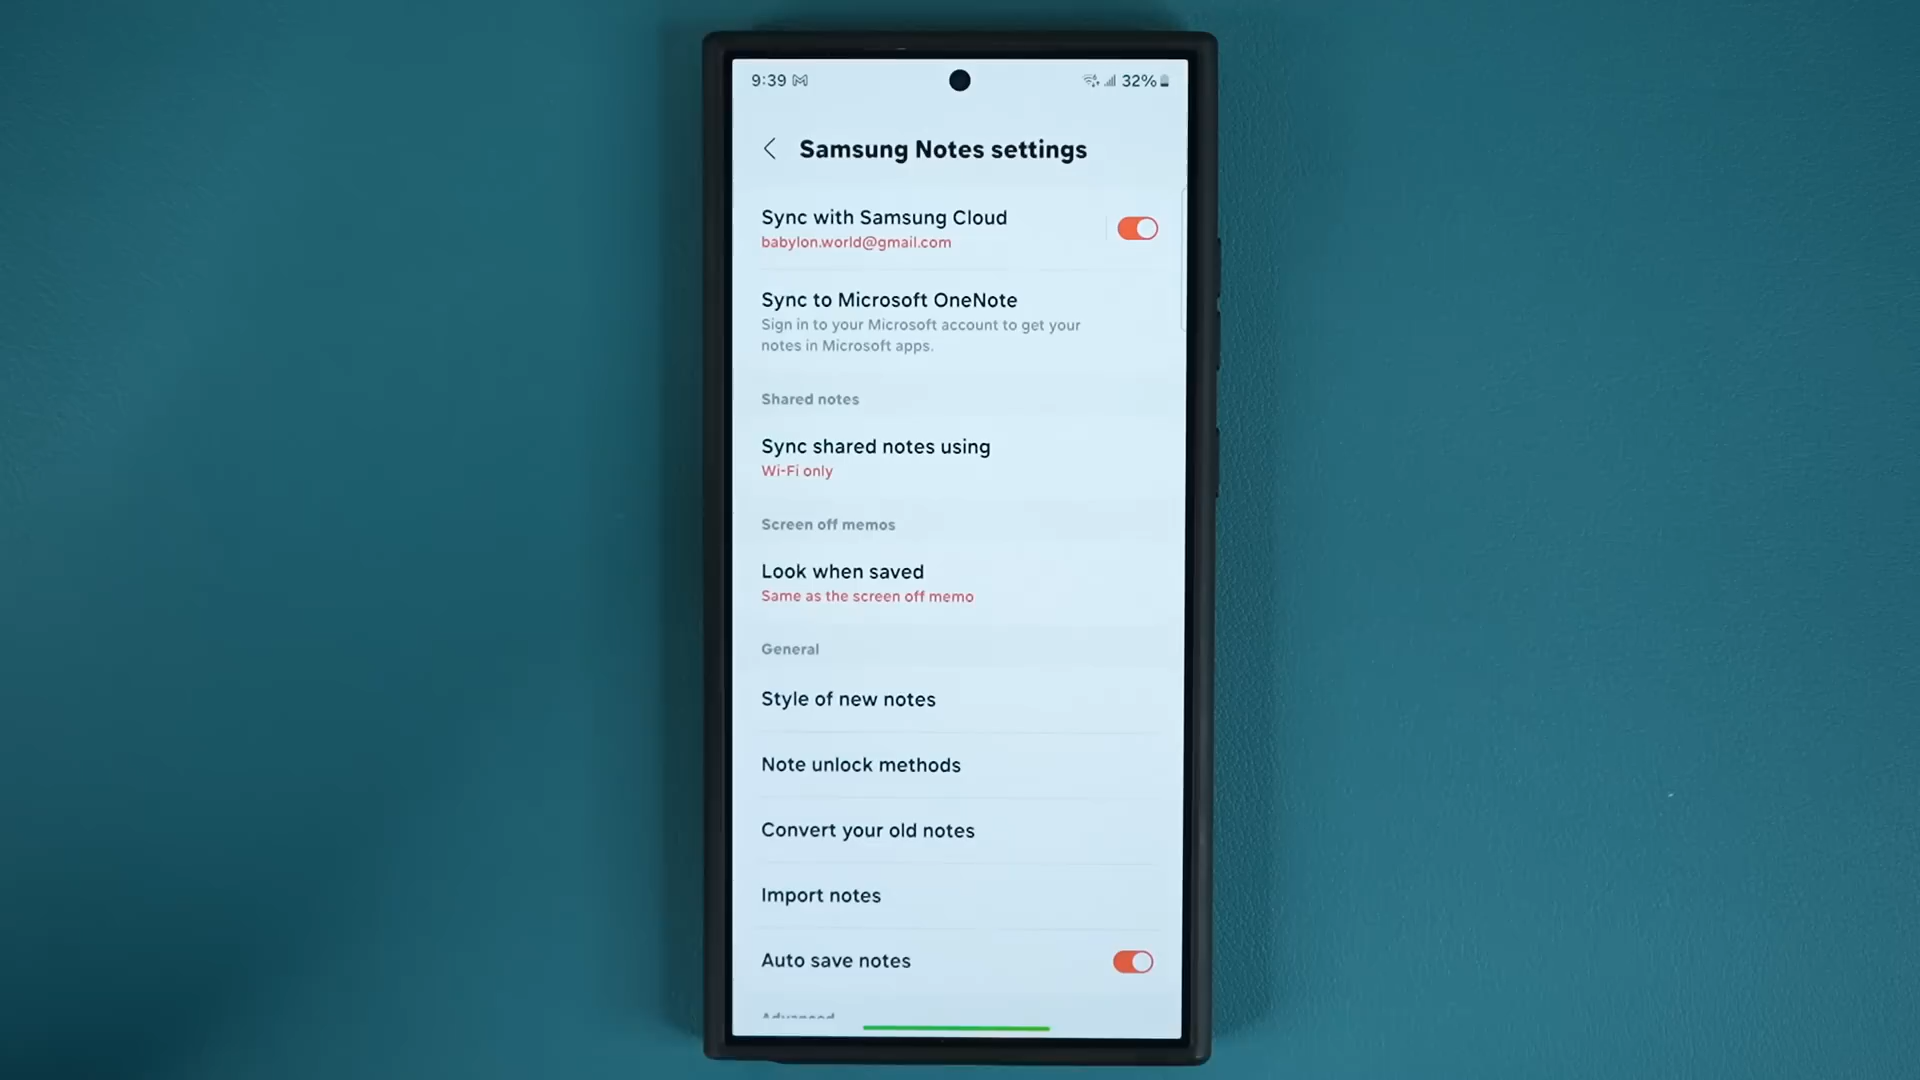 9:39
32%
Samsung Notes settings
Sync with Samsung Cloud
babylon.world@gmail.com
Sync to Microsoft OneNote
Sign in to your Microsoft account to get your
notes in Microsoft apps.
Shared notes
Sync shared notes using
Wi-Fi only
Screen off memos
Look when saved
Same as the screen off memo
General
Style of new notes
Note unlock methods
Convert your old notes
Import notes
Auto save notes
Advanced